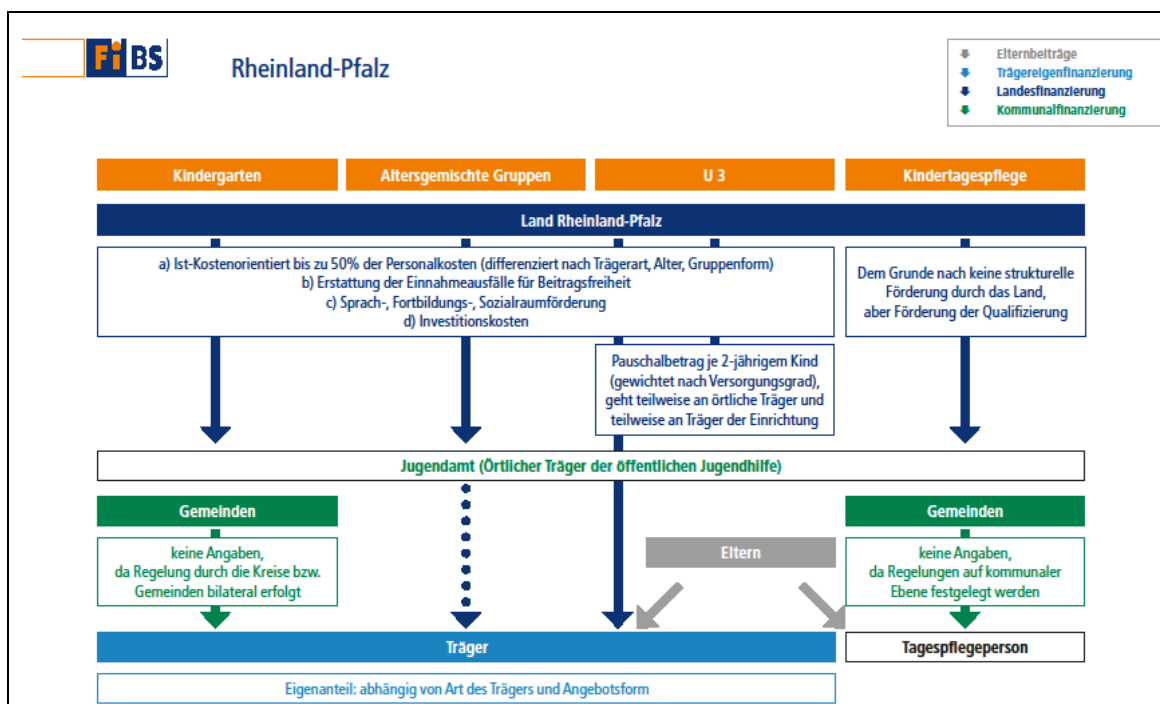 FiBS
Rheinland-Pfalz
Elternbeiträge
Trägereigenfinanzierung
Landesfinanzierung
Kommunalfinanzierung
Kindergarten
Altersgemischte Gruppen
U 3
Kindertagespflege
Land Rheinland-Pfalz
a) Ist-Kostenorientiert bis zu 50% der Personalkosten (differenziert nach Trägerart, Alter, Gruppenform)
b) Erstattung der Einnahmeausfälle für Beitragsfreiheit
c) Sprach-, Fortbildungs-, Sozialraumförderung
d) Investitionskosten
Dem Grunde nach keine strukturelle
Förderung durch das Land,
aber Förderung der Qualifizierung
Pauschalbetrag je 2-jährigem Kind
(gewichtet nach Versorgungsgrad),
geht teilweise an örtliche Träger und
teilweise an Träger der Einrichtung
Jugendamt (Örtlicher Träger der öffentlichen Jugendhilfe)
Gemeinden
keine Angaben,
da Regelung durch die Kreise bzw.
Gemeinden bilateral erfolgt
Eltern
Gemeinden
keine Angaben,
da Regelungen auf kommunaler
Ebene festgelegt werden
Träger
Tagespflegeperson
Eigenanteil: abhängig von Art des Trägers und Angebotsform